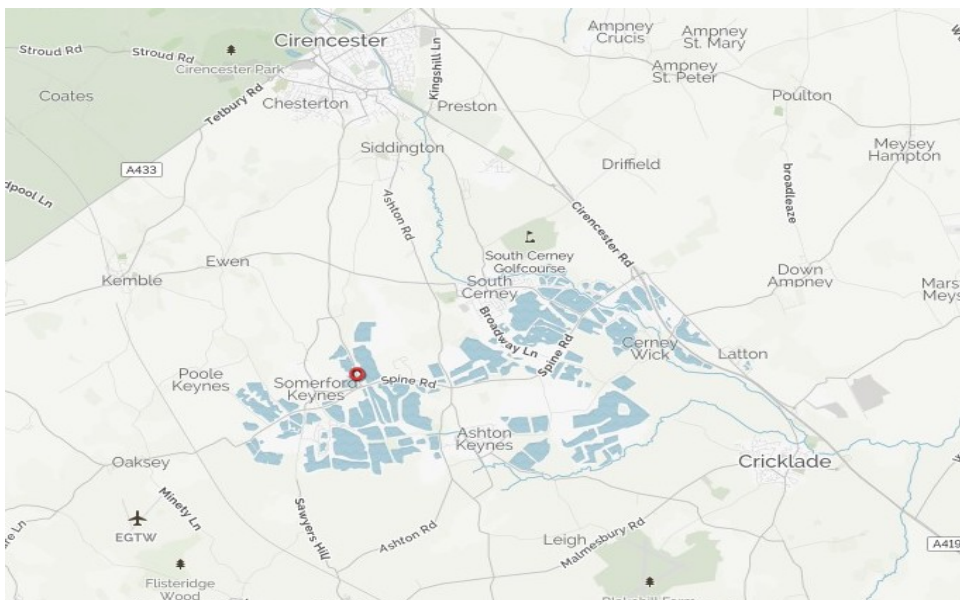 Cirencester
Kingshill Ln
Ampney
Crucis
Ampney
St. Mary
Stroud Rd
Stroud Rd
Cirencester Park
Ampney
St. Peter
Coates
Tetbury Rd
Chesterton
Preston
Poulton
Siddington
Meysey
Hampton
A433
Driffield
broadleaze
Ashton Rd
Cirencester Rd
South Cerney
Golfcourse
Ewen
Kemble
South
Cerney
Down
Ampney
Broadway Ln
Spine Rd
Cerney
Wick
Latton
Poole
Keynes
Somerford
Keynes
Spine Rd
Ashton
Keynes
Oaksey
Cricklade
Minety Ln
Sawyers Hill
EGTW
Ashton Rd
Leigh
Malmesbury Rd
A419
Flisteridge
Wood